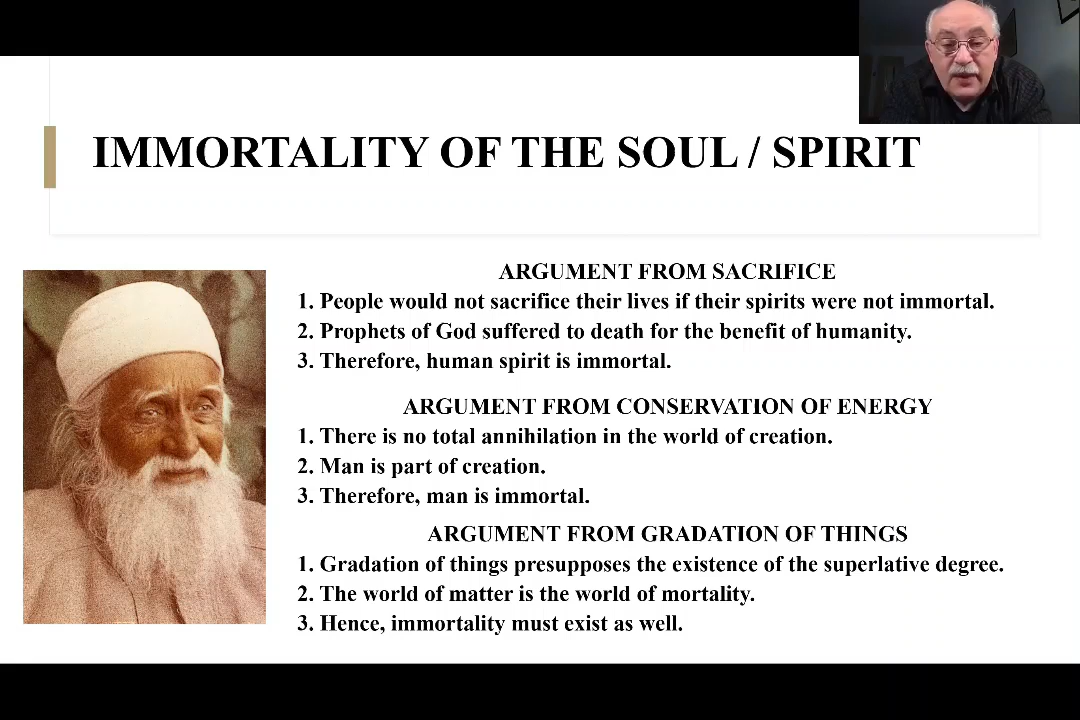 IMMORTALITY OF THE SOUL / SPIRIT
ARGUMENT FROM SACRIFICE
1. People would not sacrifice their lives if their spirits were not immortal.
2. Prophets of God suffered to death for the benefit of humanity.
3. Therefore, human spirit is immortal.
ARGUMENT FROM CONSERVATION OF ENERGY
1. There is no total annihilation in the world of creation.
2. Man is part of creation.
3. Therefore, man is immortal.
ARGUMENT FROM GRADATION OF THINGS
1. Gradation of things presupposes the existence of the superlative degree.
2. The world of matter is the world of mortality.
3. Hence, immortality must exist as well.